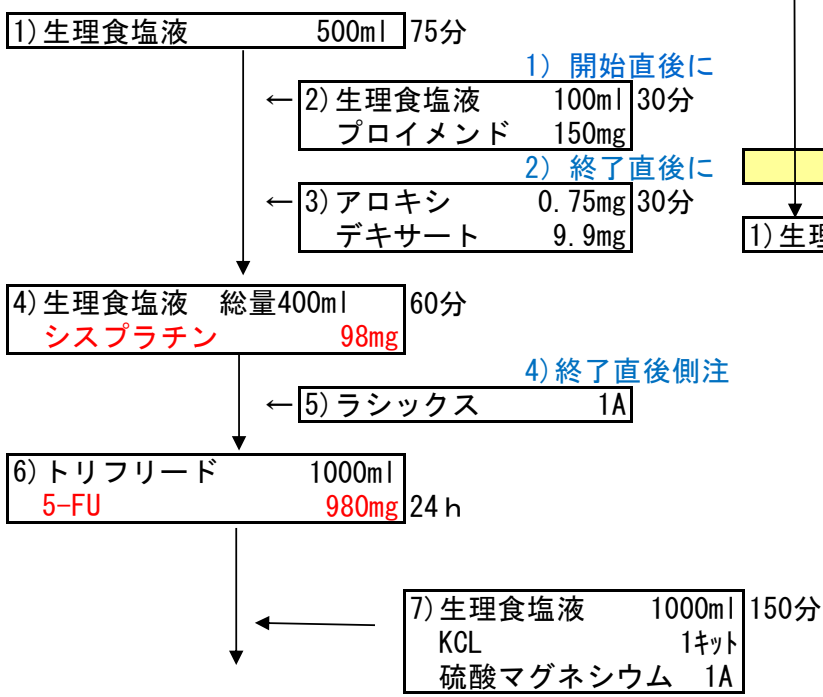 1)生理食塩液 500ml 75分
1) 開始直後に
← 2)生理食塩液 100ml 30分
プロイメンド 150mg
2) 終了直後に
← 3)アロキシ 0.75mg 30分
デキサート 9.9mg
1)生理
4)生理食塩液 総量400ml 60分
シスプラチン 98mg
4)終了直後側注
← 5)ラシックス 1A
6)トリフリード 1000ml
5-FU 980mg 24ｈ
7)生理食塩液 1000ml 150分
KCL 1ｷｯﾄ
硫酸マグネシウム 1A